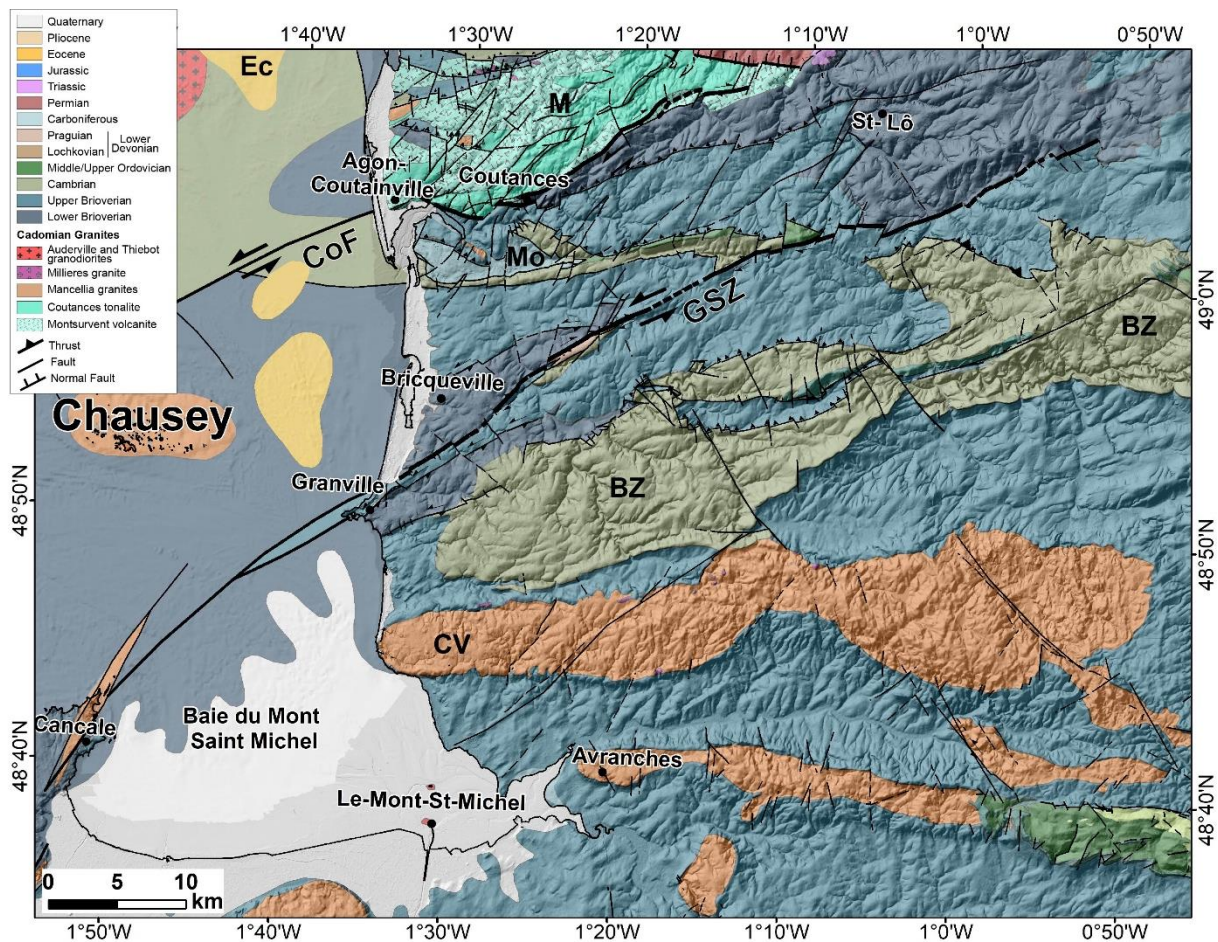 Quaternary
Pliocene
Eocene
Jurassic
Triassic
Permian
Carboniferous
Praguian
Lochkovian
Lower
Devonian
Middle/Upper Ordovician
Cambrian
Upper Brioverian
Lower Brioverian
Cadomian Granites
Auderville and Thiebot
granodiorites
Millieres granite
Mancellia granites
Coutances tonalite
Montsurvent volcanite
Thrust
Fault
Normal Fault
1°40'W
1°30'W
1°20'W
1°10'W
1°0'W
0°50'W
Ec
M
St-Lô
Agon-
Coutainville
Coutances
CoF
Mo
GSZ
49°0'N
BZ
Bricqueville
Chausey
Granville
BZ
48°50'N
48°50'N
CV
Cancale
Baie du Mont
Saint Michel
48°40'N
Avranches
Le-Mont-St-Michel
48°40'N
0 5 10
km
1°50'W
1°40'W
1°30'W
1°20'W
1°10'W
1°0'W
0°50'W